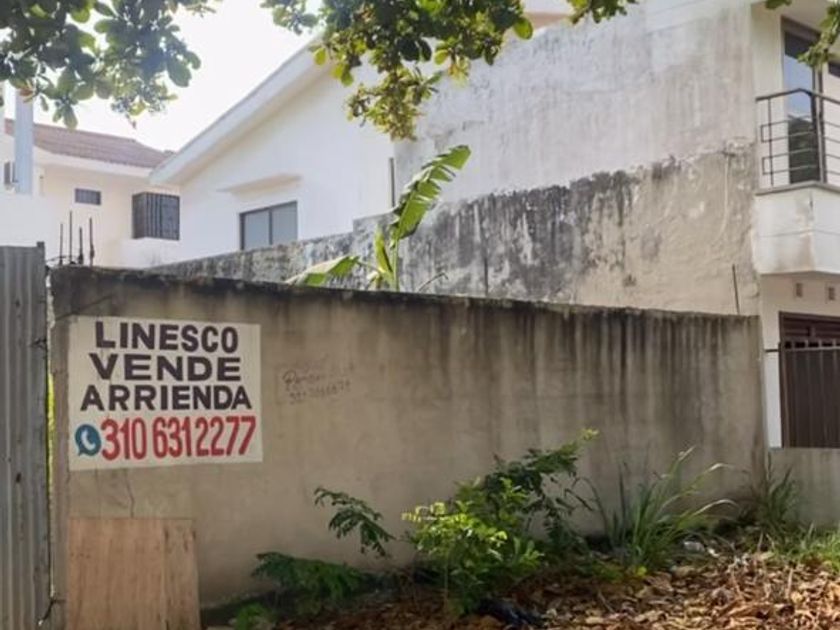 LINESCO
VENDE
ARRIENDA
310 6312277